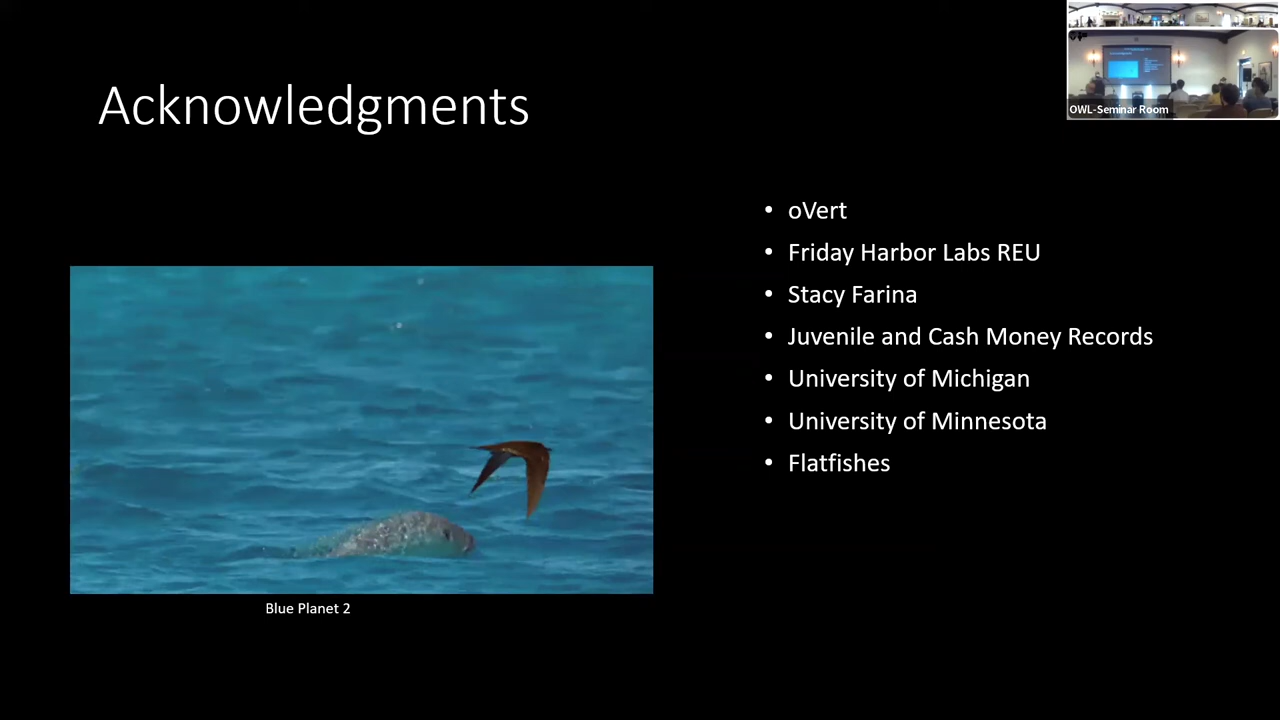 Acknowledgments
OWL-Seminar Room
oVert
Friday Harbor Labs REU
Stacy Farina
Juvenile and Cash Money Records
University of Michigan
University of Minnesota
Flatfishes
Blue Planet 2